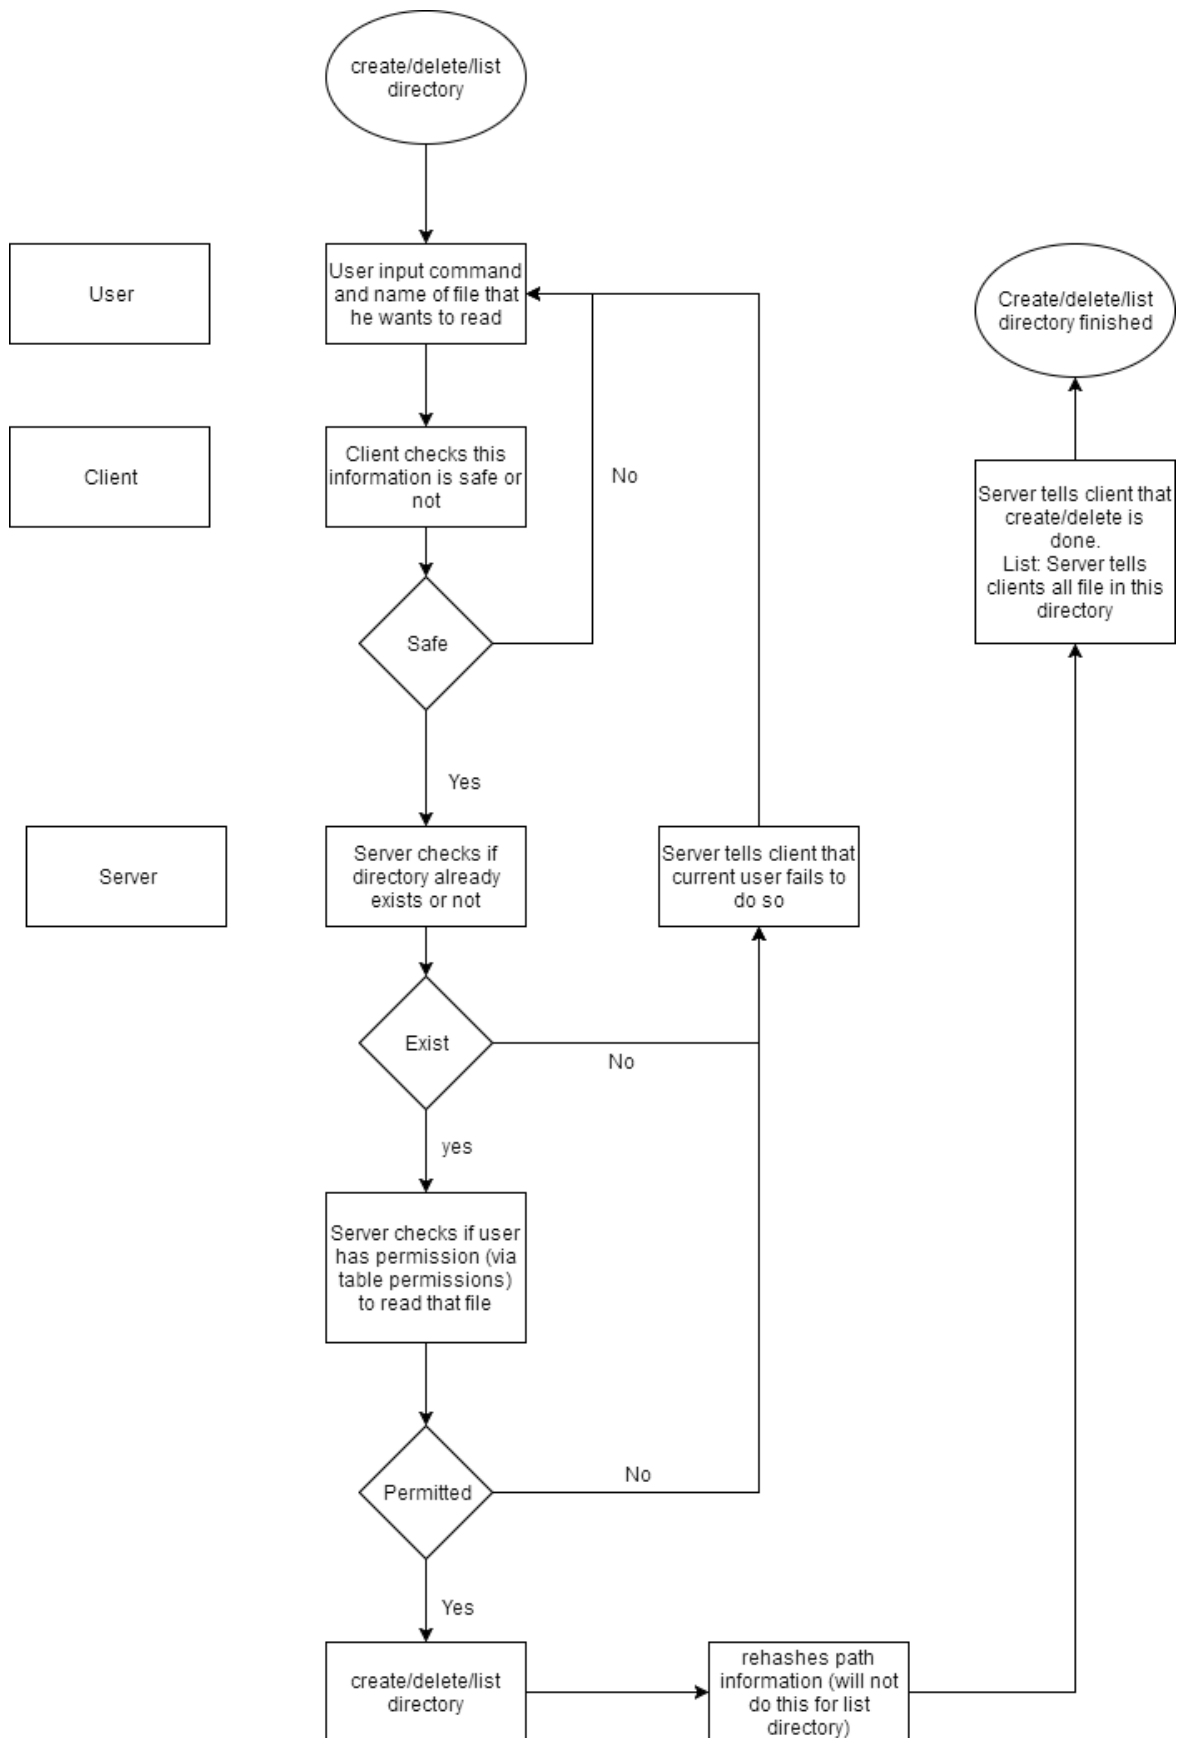 create/delete/list
directory
User
User input command
and name of file that
he wants to read
Create/delete/list
directory finished
Client
Client checks this
information is safe or
not
No
Server tells client that
create/delete is
done.
List: Server tells
clients all file in this
directory
Safe
Yes
Server
Server checks if
directory already
exists or not
Server tells client that
current user fails to
do so
Exist
No
yes
Server checks if user
has permission (via
table permissions)
to read that file
Permitted
No
Yes
create/delete/list
directory
rehashes path
information (will not
do this for list
directory)